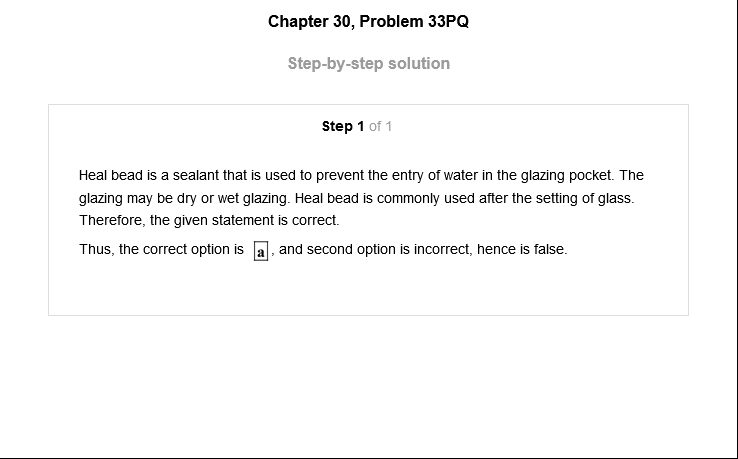 Chapter 30, Problem 33PQ
Step-by-step solution
Step 1 of 1
Heal bead is a sealant that is used to prevent the entry of water in the glazing pocket. The
glazing may be dry or wet glazing. Heal bead is commonly used after the setting of glass.
Therefore, the given statement is correct.
Thus, the correct option is a, and second option is incorrect, hence is false.